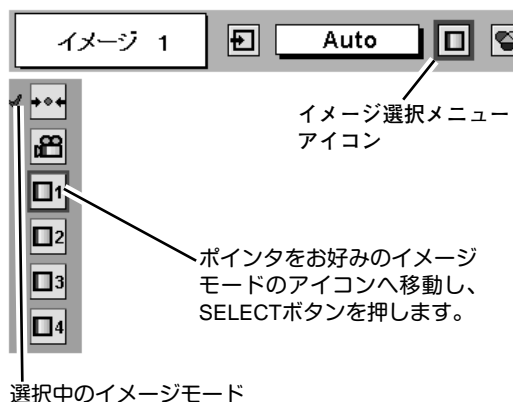 イメージ 1
Auto
イメージ選択メニュー
アイコン
1
2
3
4
ポインタをお好みのイメージ
モードのアイコンへ移動し、
SELECTボタンを押します。
選択中のイメージモード